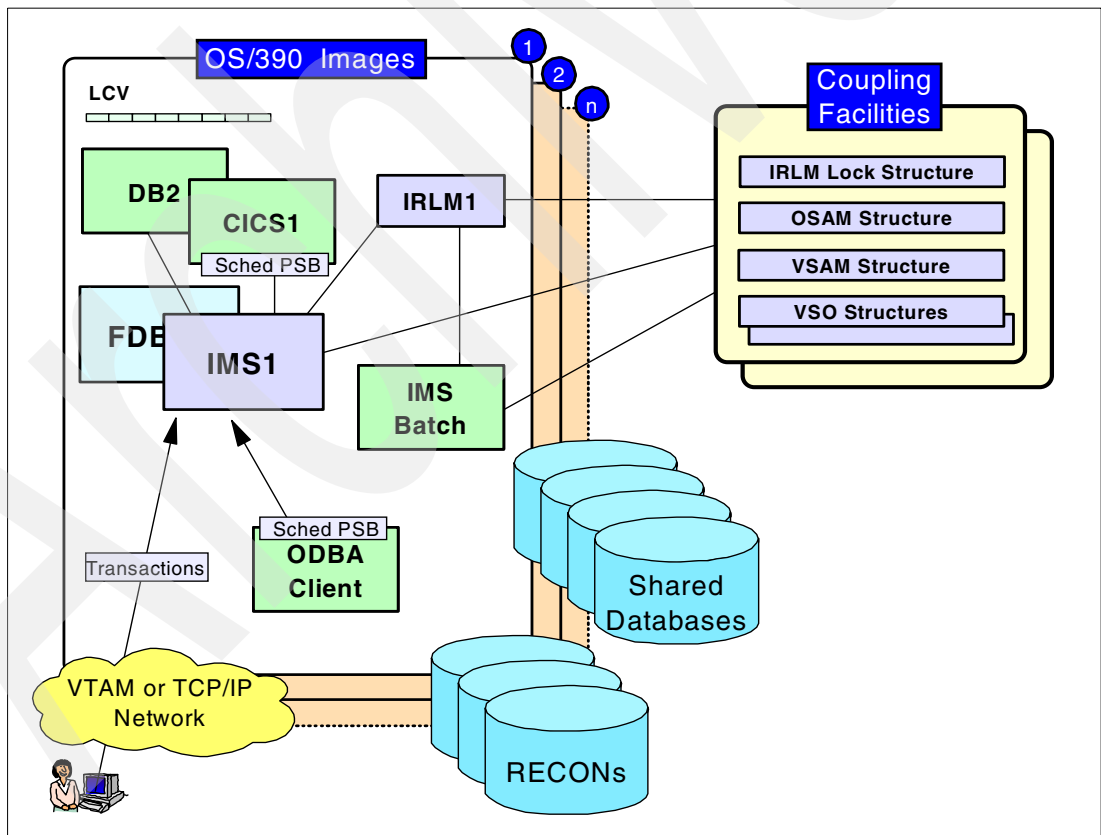 OS/390 Images
1
2
n
LCV
DB2
CICS1
Sched PSB
IRLM1
FDB
IMS1
IMS
Batch
Sched PSB
ODBA
Client
Transactions
VTAM or TCP/IP
Network
Coupling
Facilities
IRLM Lock Structure
OSAM Structure
VSAM Structure
VSO Structures
Shared
Databases
RECONs